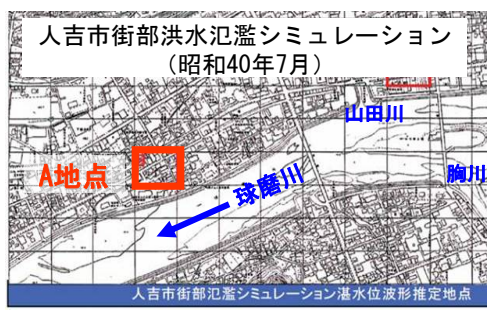 人吉市街部洪水氾濫シミュレーション
（昭和40年7月）
山田川
A地点
胸川
球磨川
人吉市街部氾濫シミュレーション湛水位波形推定地点